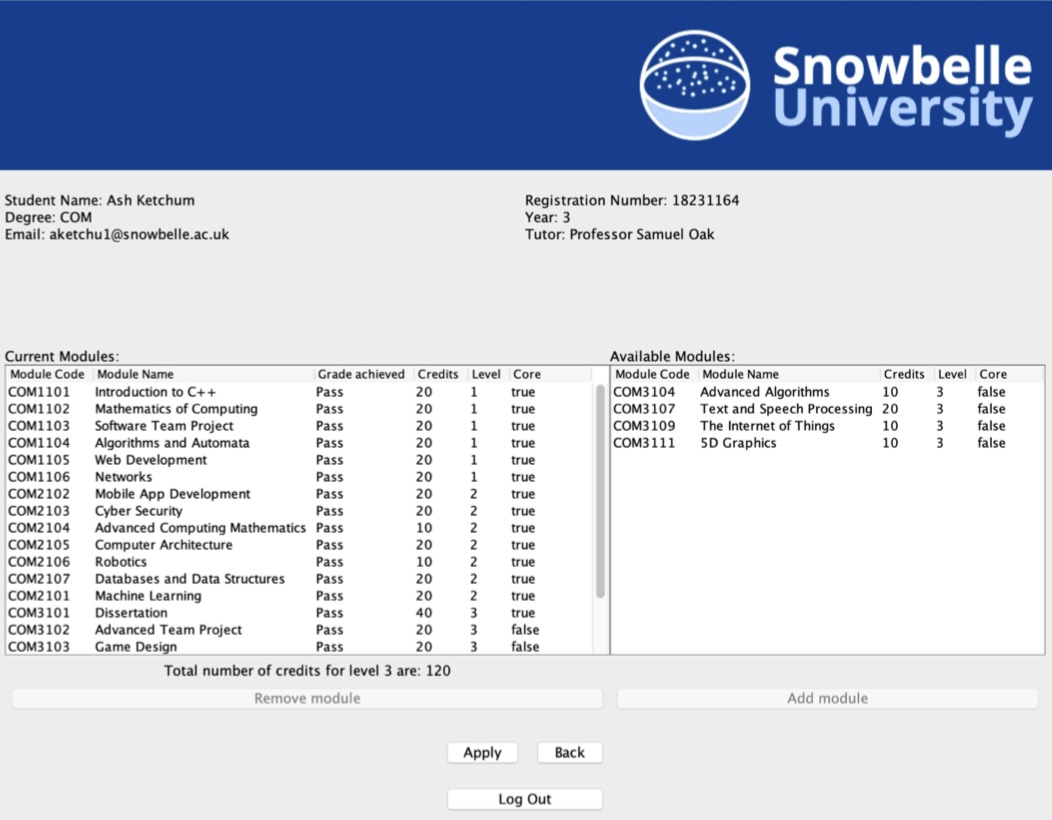 Snowbelle
University
Student Name: Ash Ketchum
Degree: COM
Email: aketchu1@snowbelle.ac.uk
Registration Number: 18231164
Year: 3
Tutor: Professor Samuel Oak
Current Modules:
Module Code Module Name Grade achieved Credits Level Core
COM1101 Introduction to C++ Pass 20 1 true
COM1102 Mathematics of Computing Pass 20 1 true
COM1103 Software Team Project Pass 20 1 true
COM1104 Algorithms and Automata Pass 20 1 true
COM1105 Web Development Pass 20 1 true
COM1106 Networks Pass 20 1 true
COM2102 Mobile App Development Pass 20 2 true
COM2103 Cyber Security Pass 20 2 true
COM2104 Advanced Computing Mathematics Pass 10 2 true
COM2105 Computer Architecture Pass 20 2 true
COM2106 Robotics Pass 10 2 true
COM2107 Databases and Data Structures Pass 20 2 true
COM2101 Machine Learning Pass 20 2 true
COM3101 Dissertation Pass 40 3 true
COM3102 Advanced Team Project Pass 20 3 false
COM3103 Game Design Pass 20 3 false
Total number of credits for level 3 are: 120
Remove module
Available Modules:
Module Code Module Name Credits Level Core
COM3104 Advanced Algorithms 10 3 false
COM3107 Text and Speech Processing 20 3 false
COM3109 The Internet of Things 10 3 false
COM3111 5D Graphics 10 3 false
Add module
Apply
Back
Log Out